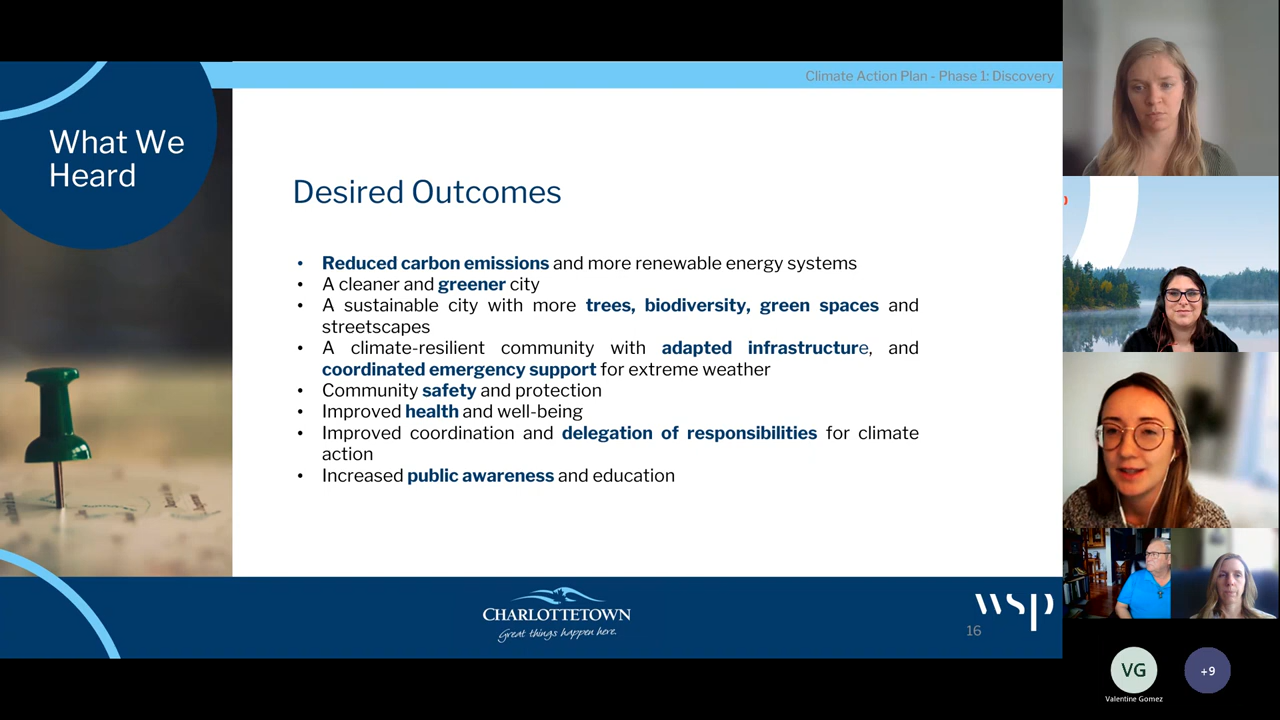 Climate Action Plan - Phase 1: Discovery
What We
Heard
Desired Outcomes
• Reduced carbon emissions and more renewable energy systems
• A cleaner and greener city
• A sustainable city with more trees, biodiversity, green spaces and
streetscapes
• A climate-resilient community with adapted infrastructure, and
coordinated emergency support for extreme weather
• Community safety and protection
• Improved health and well-being
• Improved coordination and delegation of responsibilities for climate
action
• Increased public awareness and education
CHARLOTTETOWN
Great things happen here.
wsp
16
VG
+9
Valentine Gomez